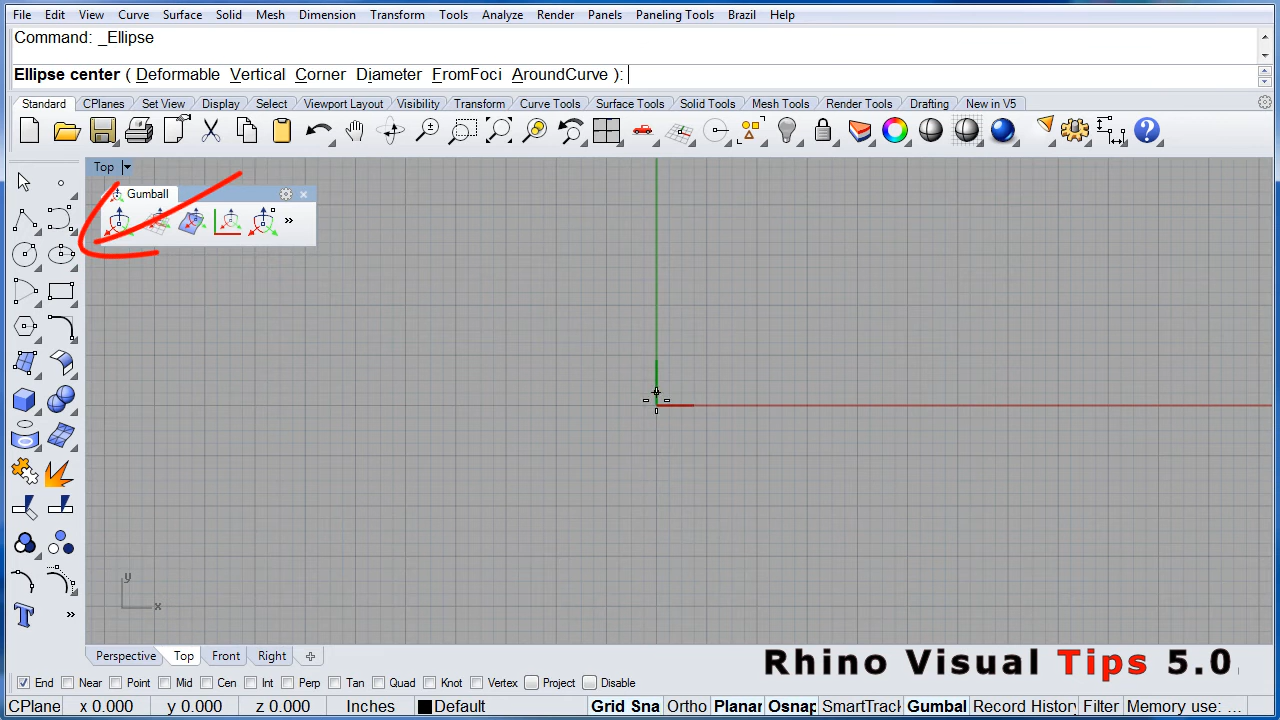 File Edit View Curve Surface Solid Mesh Dimension Transform Tools Analyze Render Panels Paneling Tools Brazil Help
Command: _Ellipse
Ellipse center ( Deformable Vertical Corner Diameter FromFoci AroundCurve ):
Standard CPlanes Set View Display Select Viewport Layout Visibility Transform Curve Tools Surface Tools Solid Tools Mesh Tools Render Tools Drafting New in V5
Top
Gumball
y
x
Perspective Top Front Right
Rhino Visual Tips 5.0
End Near Point Mid Cen Int Perp Tan Quad Knot Vertex Project Disable
CPlane x 0.000 y 0.000 z 0.000 Inches Default Grid Sna Ortho Planar Osnap SmartTrack Gumbal Record History Filter Memory use: ...